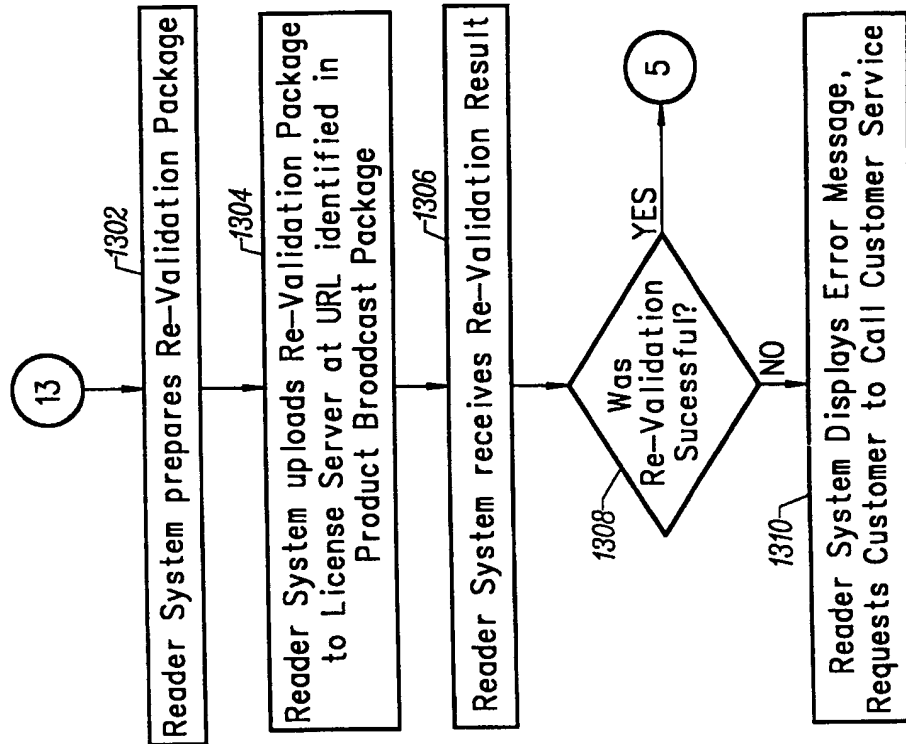 13
1302
Reader System prepares Re-Validation Package
1304
Reader System uploads Re-Validation Package
to License Server at URL identified in
Product Broadcast Package
1306
Reader System receives Re-Validation Result
1308
Was
Re-Validation
Sucessful?
YES
5
NO
1310
Reader System Displays Error Message,
Requests Customer to Call Customer Service